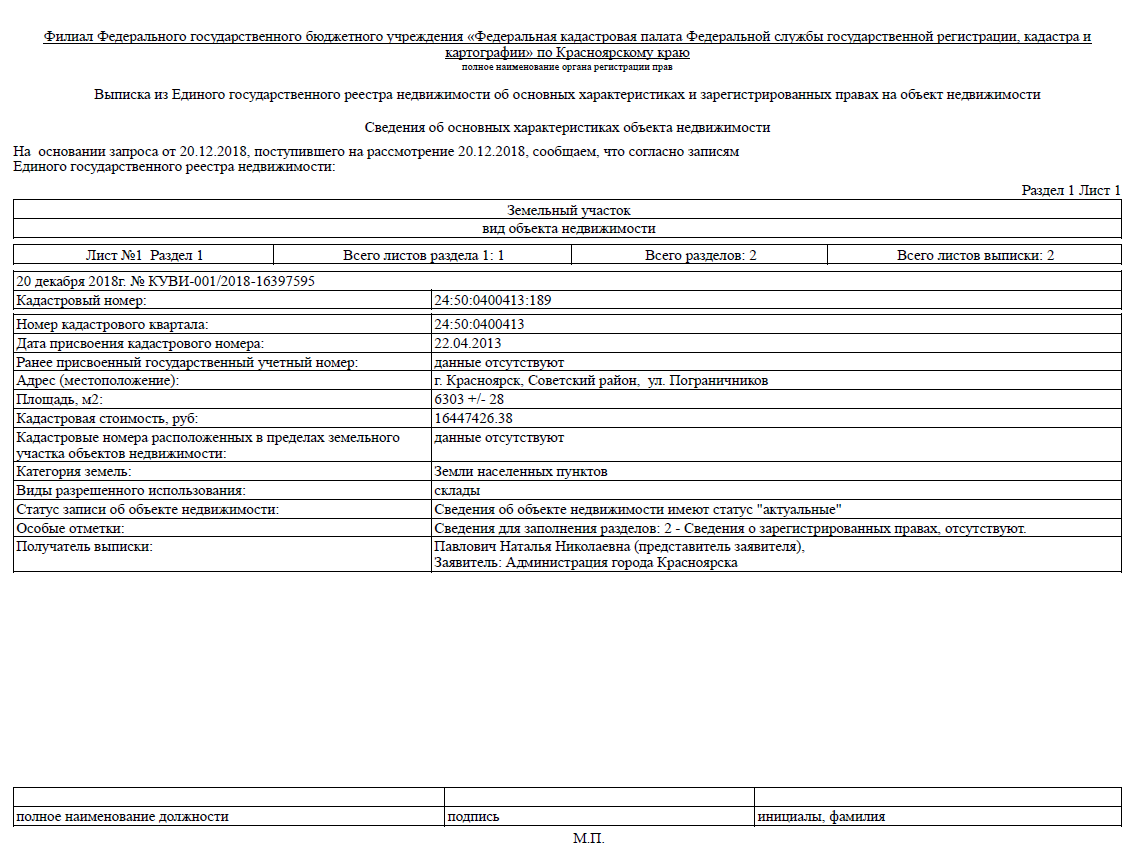 Филиал Федерального государственного бюджетного учреждения «Федеральная кадастровая палата Федеральной службы государственной регистрации, кадастра и
картографии» по Красноярскому краю
полное наименование органа регистрации прав
Выписка из Единого государственного реестра недвижимости об основных характеристиках и зарегистрированных правах на объект недвижимости
Сведения об основных характеристиках объекта недвижимости
На основании запроса от 20.12.2018, поступившего на рассмотрение 20.12.2018, сообщаем, что согласно записям
Единого государственного реестра недвижимости:
Раздел 1 Лист 1
Земельный участок
вид объекта недвижимости
Лист №1 Раздел 1 Всего листов раздела 1: 1 Всего разделов: 2 Всего листов выписки: 2
20 декабря 2018г. № КУВИ-001/2018-16397595
Кадастровый номер: 24:50:0400413:189
Номер кадастрового квартала: 24:50:0400413
Дата присвоения кадастрового номера: 22.04.2013
Ранее присвоенный государственный учетный номер: данные отсутствуют
Адрес (местоположение): г. Красноярск, Советский район, ул. Пограничников
Площадь, м2: 6303 +/- 28
Кадастровая стоимость, руб: 16447426.38
Кадастровые номера расположенных в пределах земельного данные отсутствуют
участка объектов недвижимости:
Категория земель: Земли населенных пунктов
Виды разрешенного использования: склады
Статус записи об объекте недвижимости: Сведения об объекте недвижимости имеют статус "актуальные"
Особые отметки: Сведения для заполнения разделов: 2 - Сведения о зарегистрированных правах, отсутствуют.
Получатель выписки: Павлович Наталья Николаевна (представитель заявителя),
Заявитель: Администрация города Красноярска
полное наименование должности подпись инициалы, фамилия
М.П.